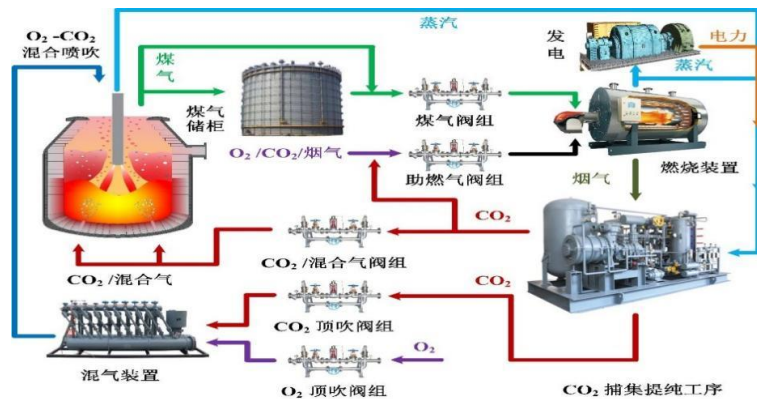 O₂ -CO₂
混合喷吹
蒸汽
煤
气
发
电
电力
蒸汽
煤气
储柜
煤气阀组
O₂ /CO₂/烟气
助燃气阀组
燃烧装置
烟气
CO₂
CO₂ /混合气
CO₂ /混合气阀组
CO₂
CO₂ 顶吹阀组
O₂
混气装置
O₂ 顶吹阀组
CO₂ 捕集提纯工序